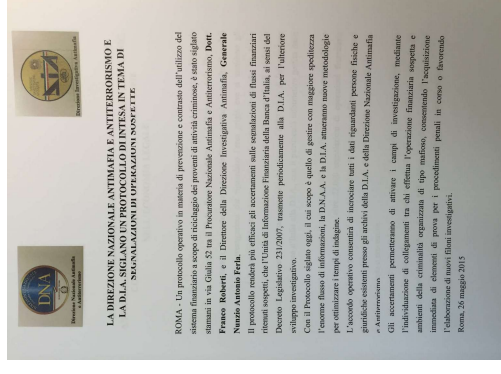 DNA
Direzione Nazionale Antimafia
e Antiterrorismo
Direzione Investigativa Antimafia
LA DIREZIONE NAZIONALE ANTIMAFIA E ANTITERRORISMO E
LA D.I.A. SIGLANO UN PROTOCOLLO DI INTESA IN TEMA DI
SEGNALAZIONI DI OPERAZIONI SOSPETTE
ROMA - Un protocollo operativo in materia di prevenzione e contrasto dell'utilizzo del
sistema finanziario a scopo di riciclaggio dei proventi di attività criminose, è stato siglato
stamani in via Giulia 52 tra il Procuratore Nazionale Antimafia e Antiterrorismo, Dott.
Franco Roberti, e il Direttore della Direzione Investigativa Antimafia, Generale
Nunzio Antonio Ferla.
Il protocollo renderà più efficaci gli accertamenti sulle segnalazioni di flussi finanziari
ritenuti sospetti, che l'Unità di Informazione Finanziaria della Banca d'Italia, ai sensi del
Decreto Legislativo 231/2007, trasmette periodicamente alla D.I.A. per l'ulteriore
sviluppo investigativo.
Con il Protocollo siglato oggi, il cui scopo è quello di gestire con maggiore speditezza
l'enorme flusso di informazioni, la D.N.A.A. e la D.I.A. attueranno nuove metodologie
per ottimizzare i tempi di indagine.
L'accordo operativo consentirà di incrociare tutti i dati riguardanti persone fisiche e
giuridiche esistenti presso gli archivi della D.I.A. e della Direzione Nazionale Antimafia
e Antiterrorismo
Gli accertamenti permetteranno di attivare i campi di investigazione, mediante
l'individuazione di collegamenti tra chi effettua l'operazione finanziaria sospetta e
ambienti della criminalità organizzata di tipo mafioso, consentendo l'acquisizione
immediata di elementi di prova per i procedimenti penali in corso o favorendo
l'elaborazione di nuovi filoni investigativi.
Roma, 26 maggio 2015